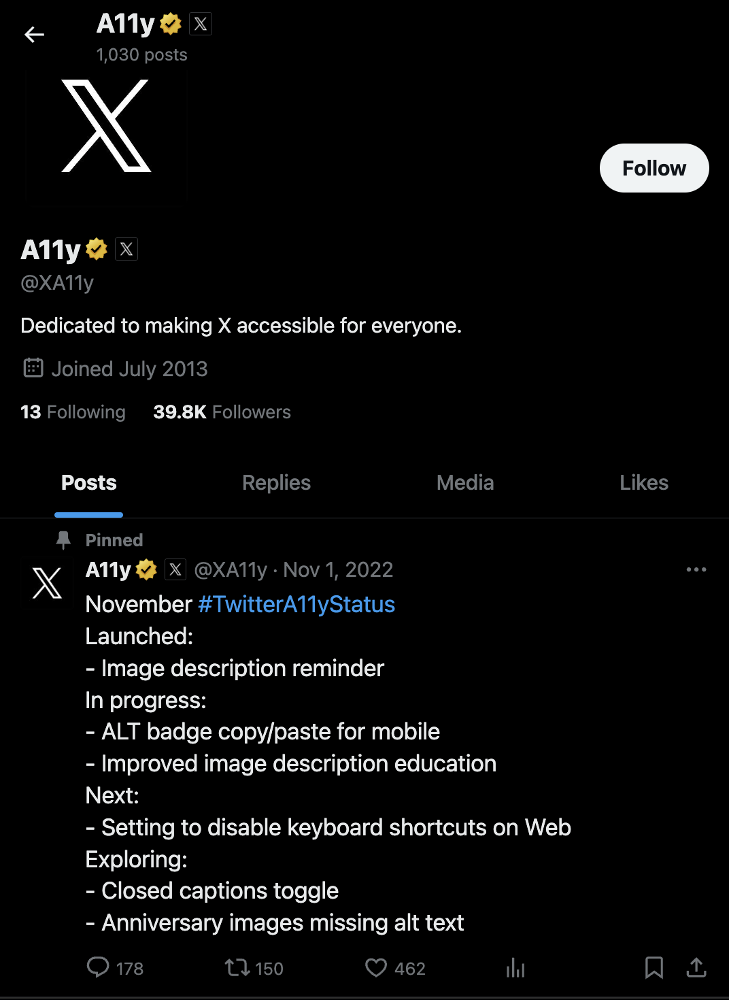 A11y
1,030 posts
Follow
A11y
@XA11y
Dedicated to making X accessible for everyone.
Joined July 2013
13 Following 39.8K Followers
Posts Replies Media Likes
Pinned
A11y @XA11y · Nov 1, 2022
November #TwitterA11yStatus
Launched:
- Image description reminder
In progress:
- ALT badge copy/paste for mobile
- Improved image description education
Next:
- Setting to disable keyboard shortcuts on Web
Exploring:
- Closed captions toggle
- Anniversary images missing alt text
178 150 462